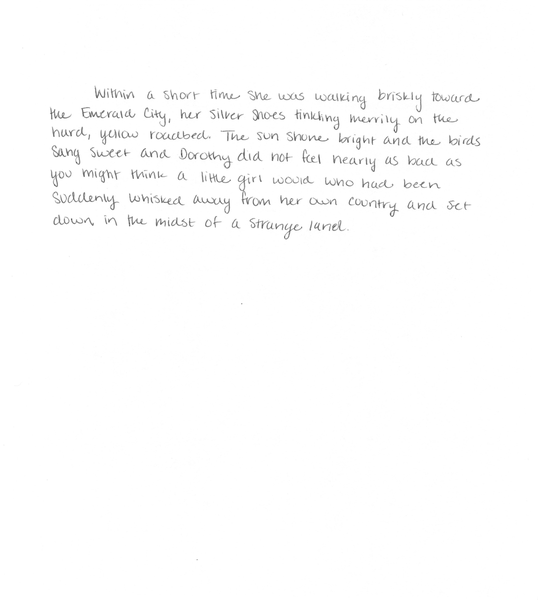 Within a short time she was walking briskly toward
the Emerald City, her Silver Shoes tinkling merrily on the
hard, yellow roadbed. The sun shone bright and the birds
Sang sweet and Dorothy did not feel nearly as bad as
you might think a little girl would who had been
Suddenly whisked away from her own country and set
down in the midst of a strange land.